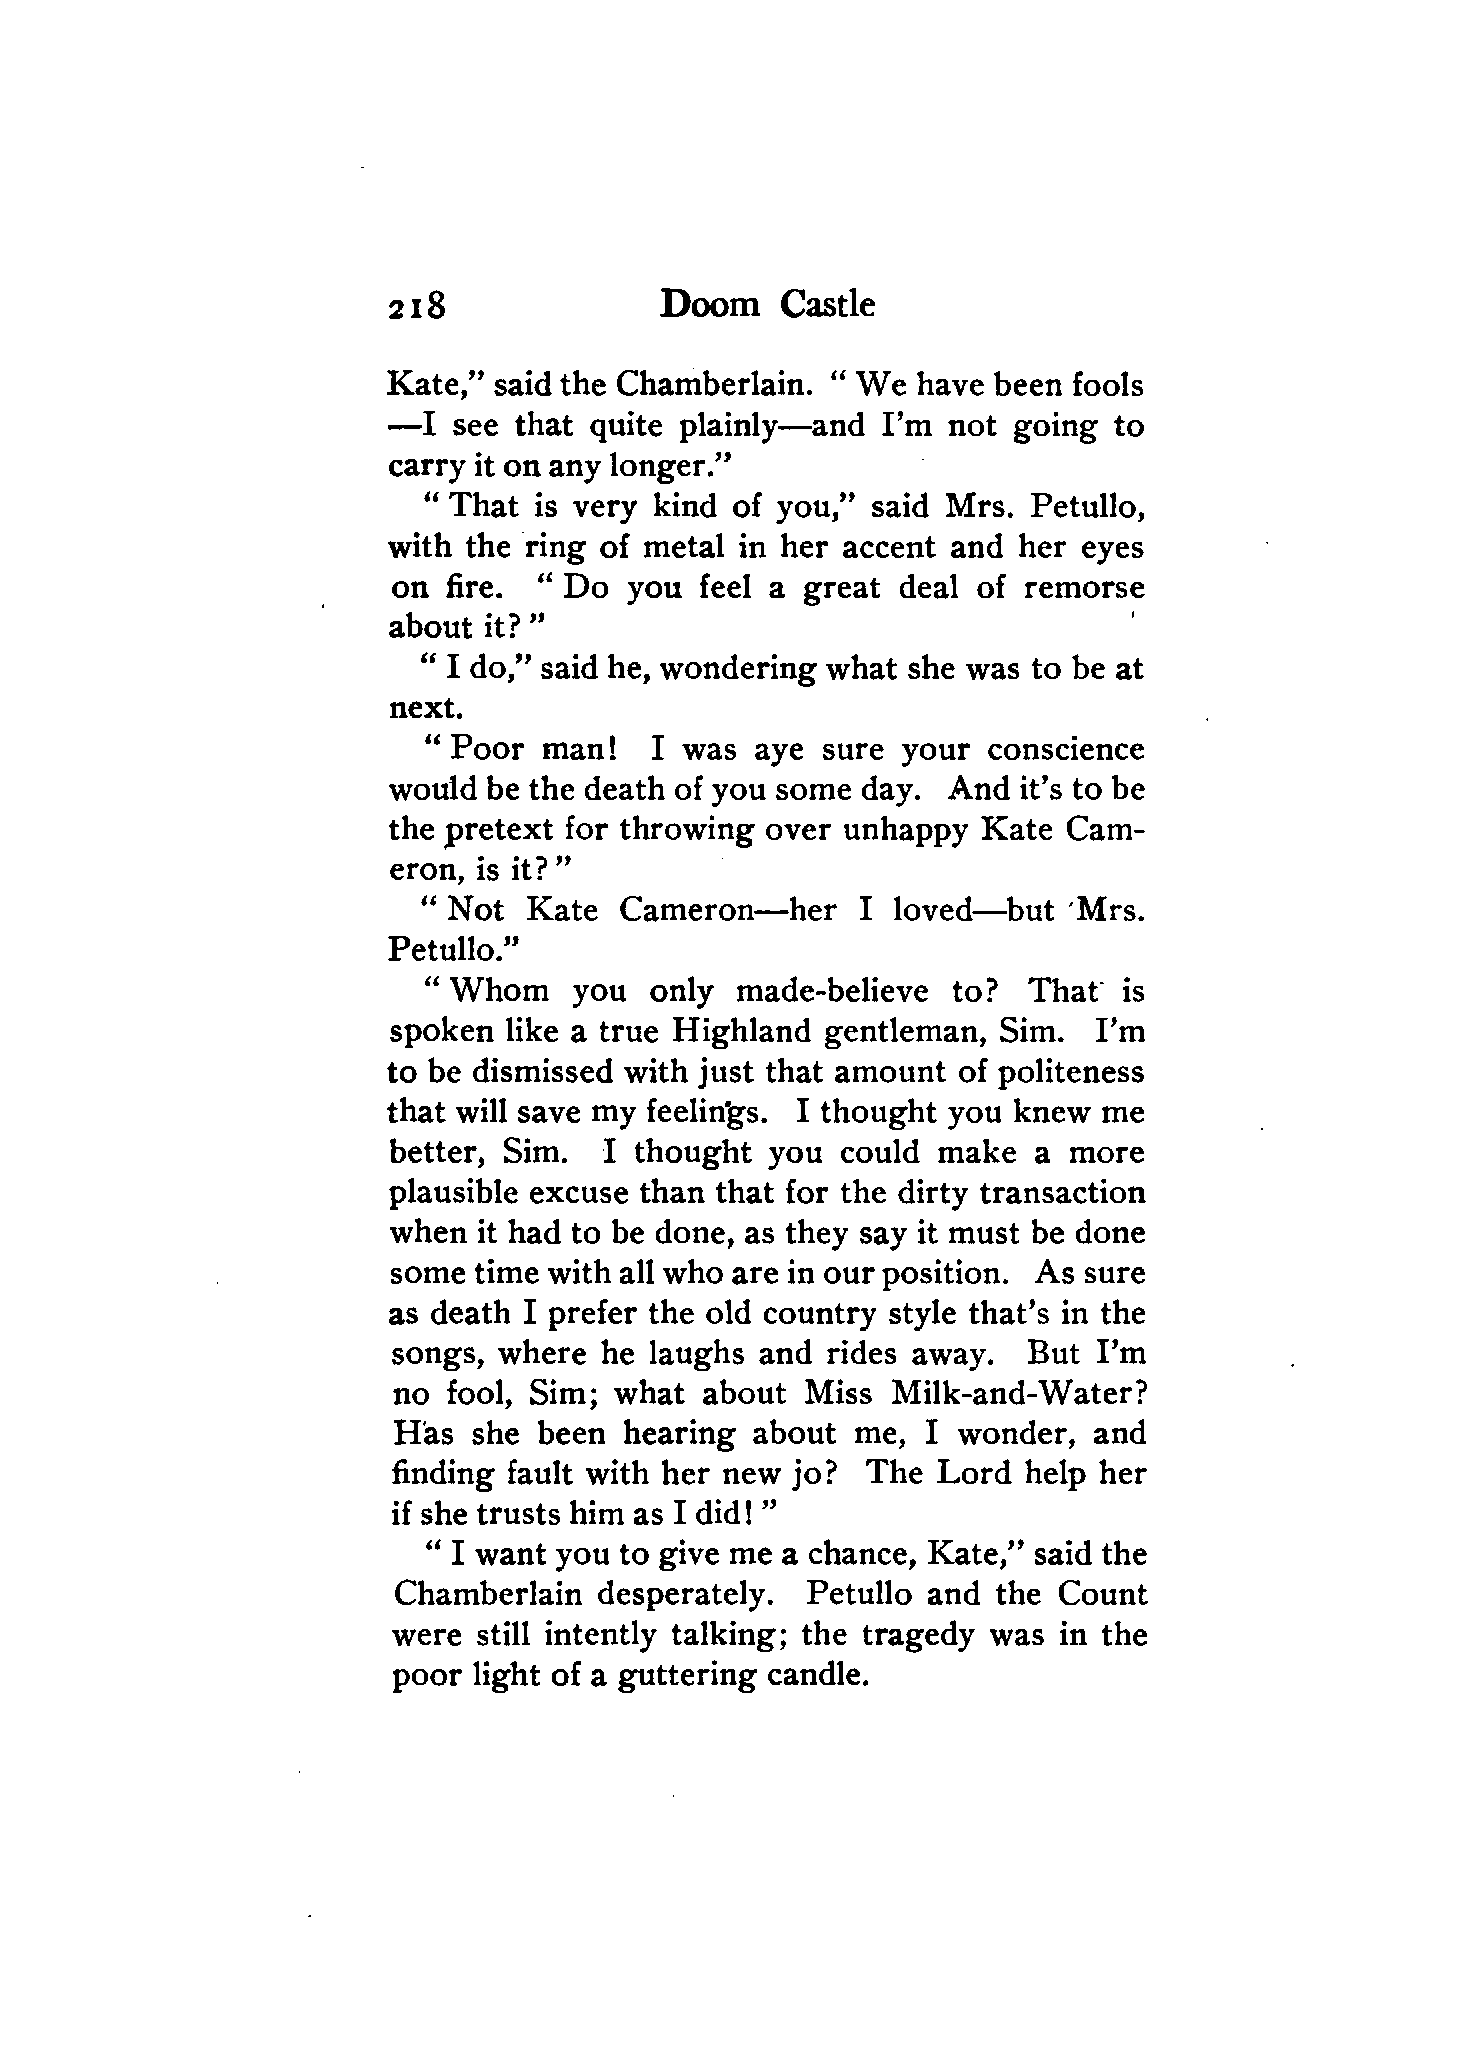 218 Doom Castle
Kate," said the Chamberlain. " We have been fools
—I see that quite plainly—and I'm not going to
carry it on any longer."
" That is very kind of you," said Mrs. Petullo,
with the ring of metal in her accent and her eyes
on fire. " Do you feel a great deal of remorse
about it? "
" I do," said he, wondering what she was to be at
next.
" Poor man! I was aye sure your conscience
would be the death of you some day. And it's to be
the pretext for throwing over unhappy Kate Cam-
eron, is it? "
" Not Kate Cameron—her I loved—but Mrs.
Petullo."
" Whom you only made-believe to? That is
spoken like a true Highland gentleman, Sim. I'm
to be dismissed with just that amount of politeness
that will save my feelings. I thought you knew me
better, Sim. I thought you could make a more
plausible excuse than that for the dirty transaction
when it had to be done, as they say it must be done
some time with all who are in our position. As sure
as death I prefer the old country style that's in the
songs, where he laughs and rides away. But I'm
no fool, Sim; what about Miss Milk-and-Water?
Has she been hearing about me, I wonder, and
finding fault with her new jo? The Lord help her
if she trusts him as I did! "
" I want you to give me a chance, Kate," said the
Chamberlain desperately. Petullo and the Count
were still intently talking; the tragedy was in the
poor light of a guttering candle.